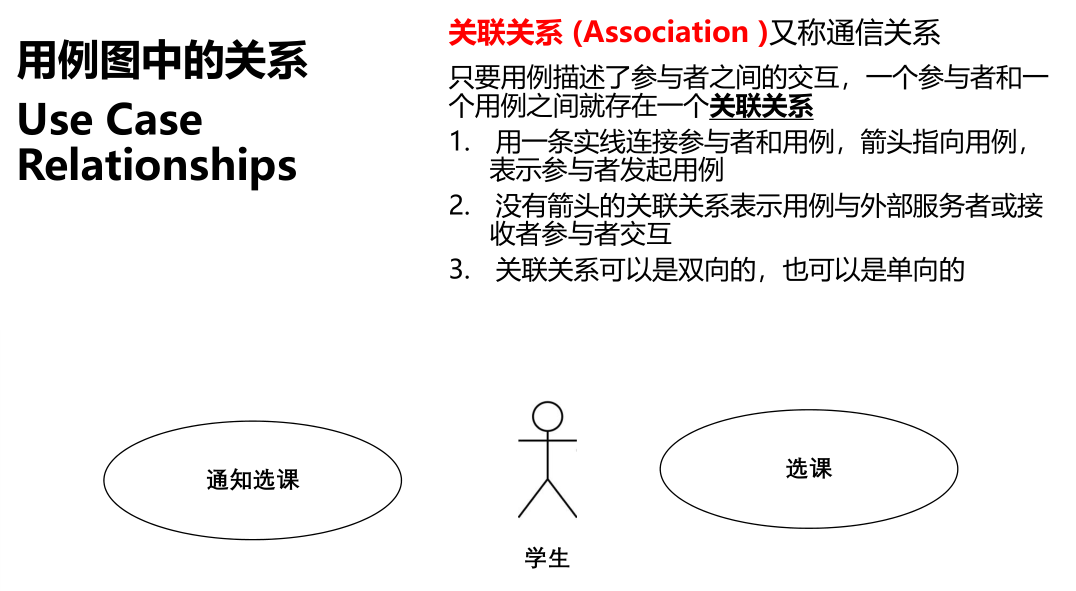 用例图中的关系
Use Case
Relationships
关联关系 (Association )又称通信关系
只要用例描述了参与者之间的交互，一个参与者和一
个用例之间就存在一个关联关系
1. 用一条实线连接参与者和用例，箭头指向用例，
表示参与者发起用例
2. 没有箭头的关联关系表示用例与外部服务者或接
收者参与者交互
3. 关联关系可以是双向的，也可以是单向的
通知选课
选课
学生